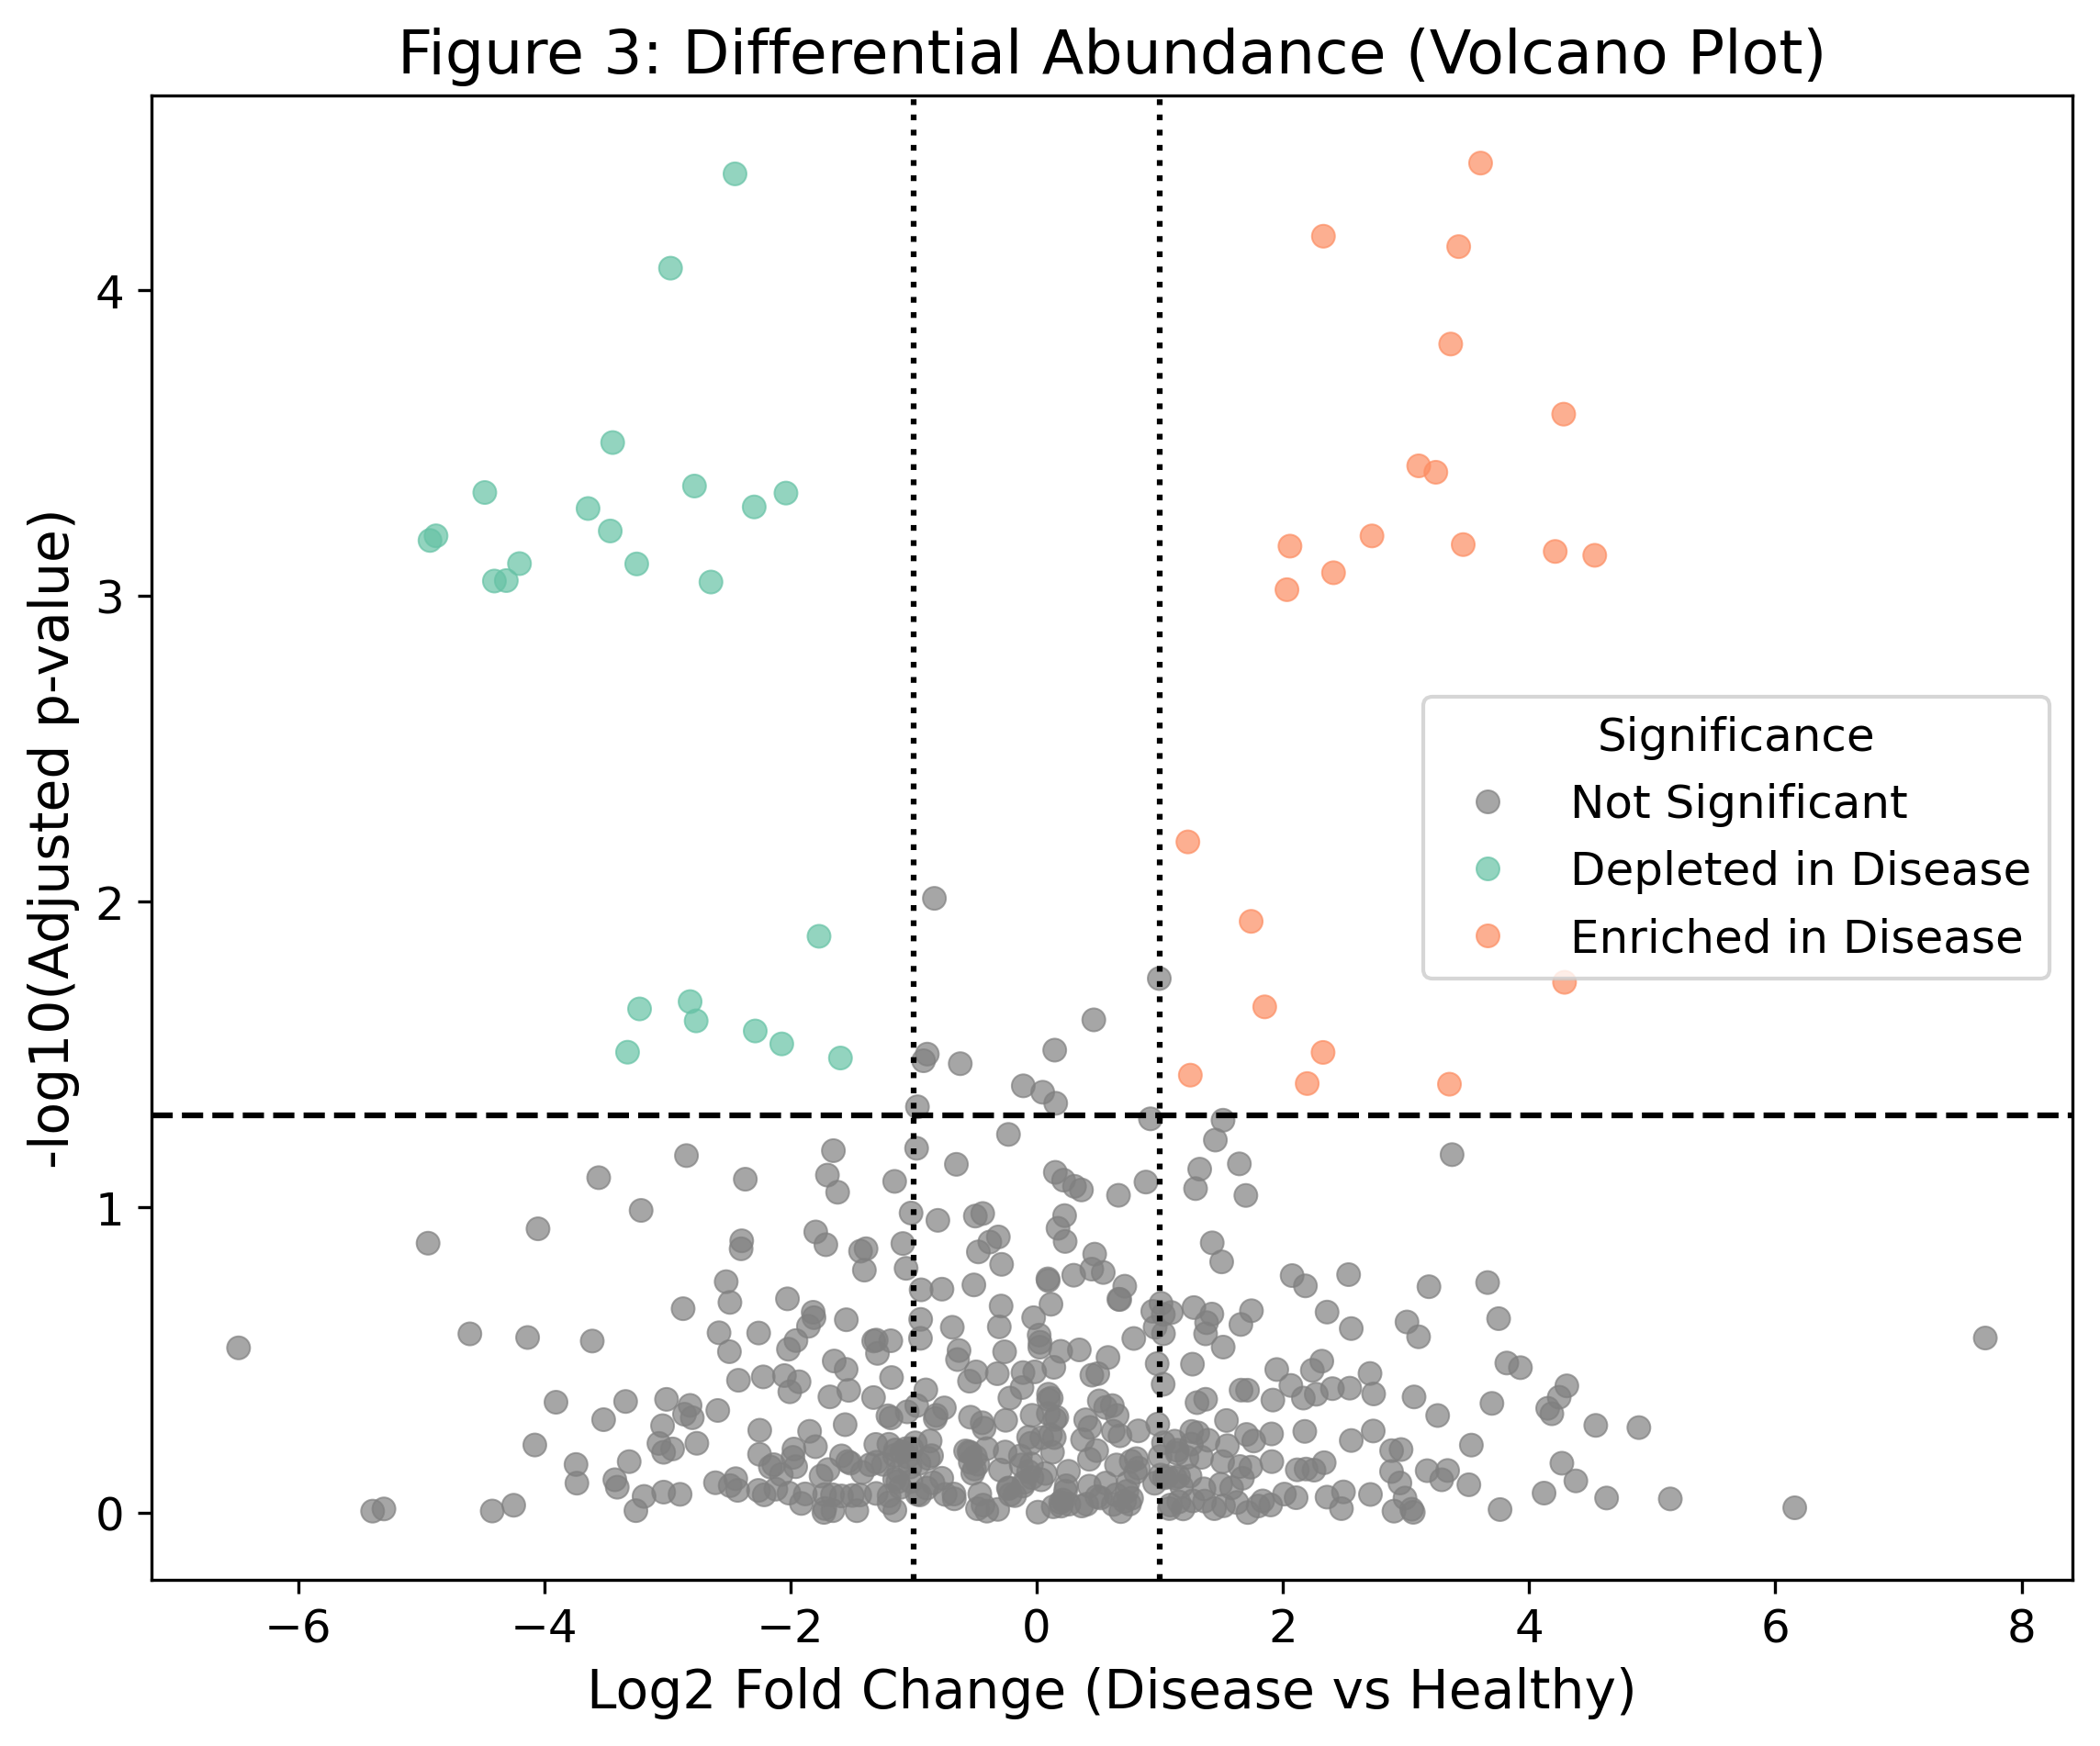 Figure 3: Differential Abundance (Volcano Plot)
-log10(Adjusted p-value)
4
3
2
1
0
Significance
Not Significant
Depleted in Disease
Enriched in Disease
−6 −4 −2 0 2 4 6 8
Log2 Fold Change (Disease vs Healthy)